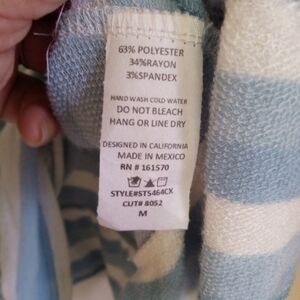 63% POLYESTER
34%RAYON
3%SPANDEX
HAND WASH COLD WATER
DO NOT BLEACH
HANG OR LINE DRY
DESIGNED IN CALIFORNIA
MADE IN MEXICO
RN # 161570
STYLE#STS464CX
CUT# 8052
M